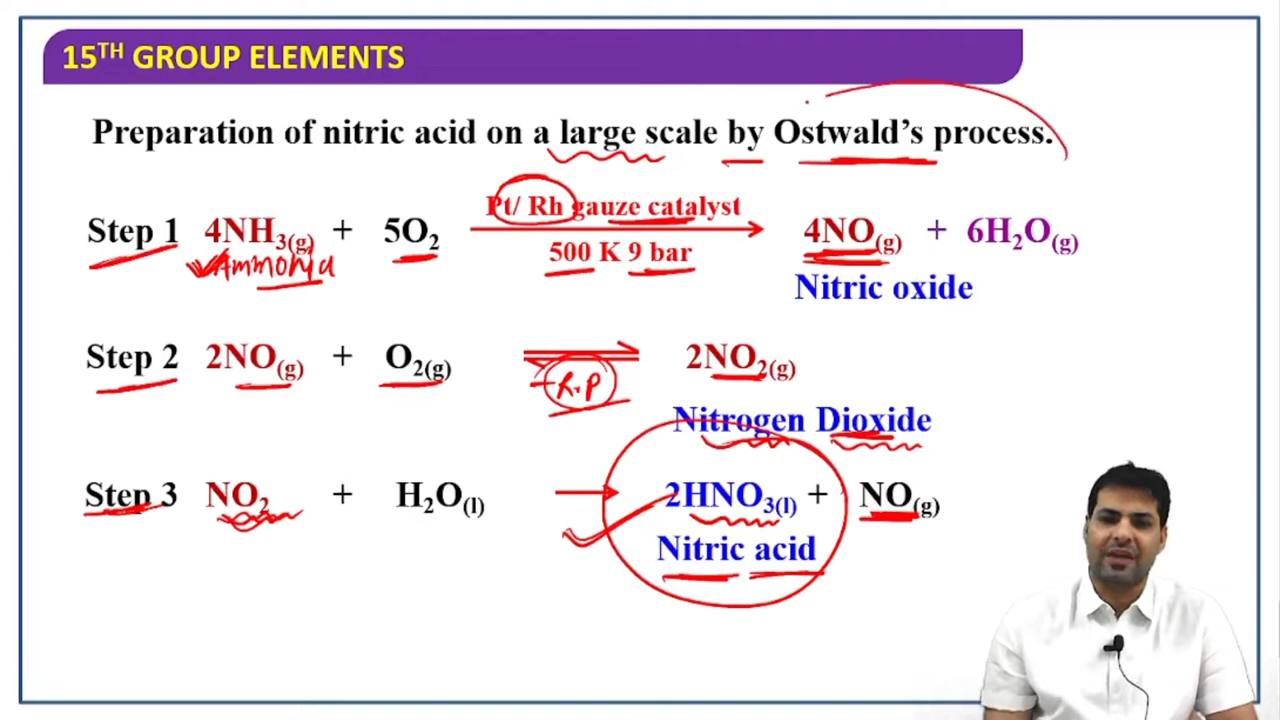 15TH GROUP ELEMENTS
Preparation of nitric acid on a large scale by Ostwald's process.
Pt/ Rh gauze catalyst
Step 1 4NH3(g) + 5O2 4NO(g) + 6H2O(g)
500 K 9 bar
Ammonia
Nitric oxide
Step 2 2NO(g) + O2(g) 2NO2(g)
R.P
Nitrogen Dioxide
Step 3 NO2 + H2O(l) → 2HNO3(l) + NO(g)
Nitric acid